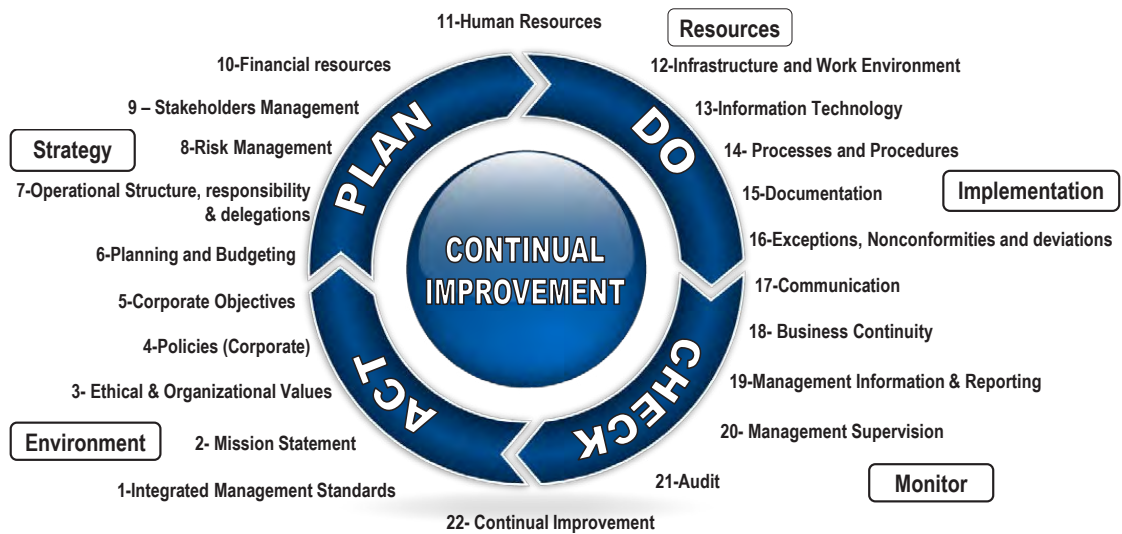 11-Human Resources
Resources
10-Financial resources
12-Infrastructure and Work Environment
9 – Stakeholders Management
13-Information Technology
PLAN
DO
Strategy
8-Risk Management
14- Processes and Procedures
7-Operational Structure, responsibility
& delegations
15-Documentation
Implementation
6-Planning and Budgeting
CONTINUAL
IMPROVEMENT
16-Exceptions, Nonconformities and deviations
5-Corporate Objectives
17-Communication
4-Policies (Corporate)
18- Business Continuity
ACT
CHECK
3- Ethical & Organizational Values
19-Management Information & Reporting
Environment
2- Mission Statement
20- Management Supervision
1-Integrated Management Standards
21-Audit
Monitor
22- Continual Improvement